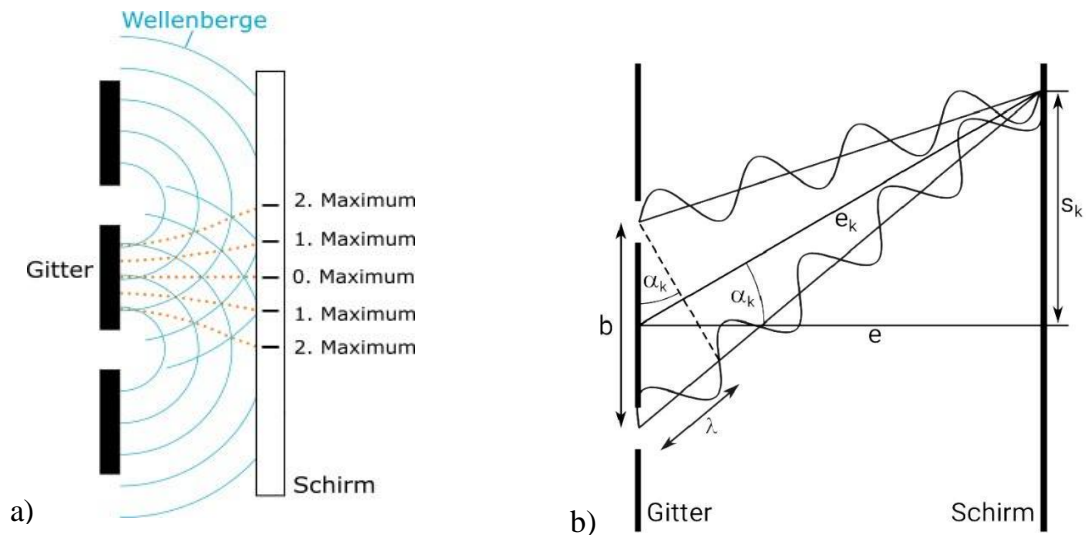 Wellenberge
Gitter
2. Maximum
1. Maximum
0. Maximum
1. Maximum
2. Maximum
Schirm
a)
e_k
s_k
α_k
α_k
b
e
λ
b)
Gitter
Schirm